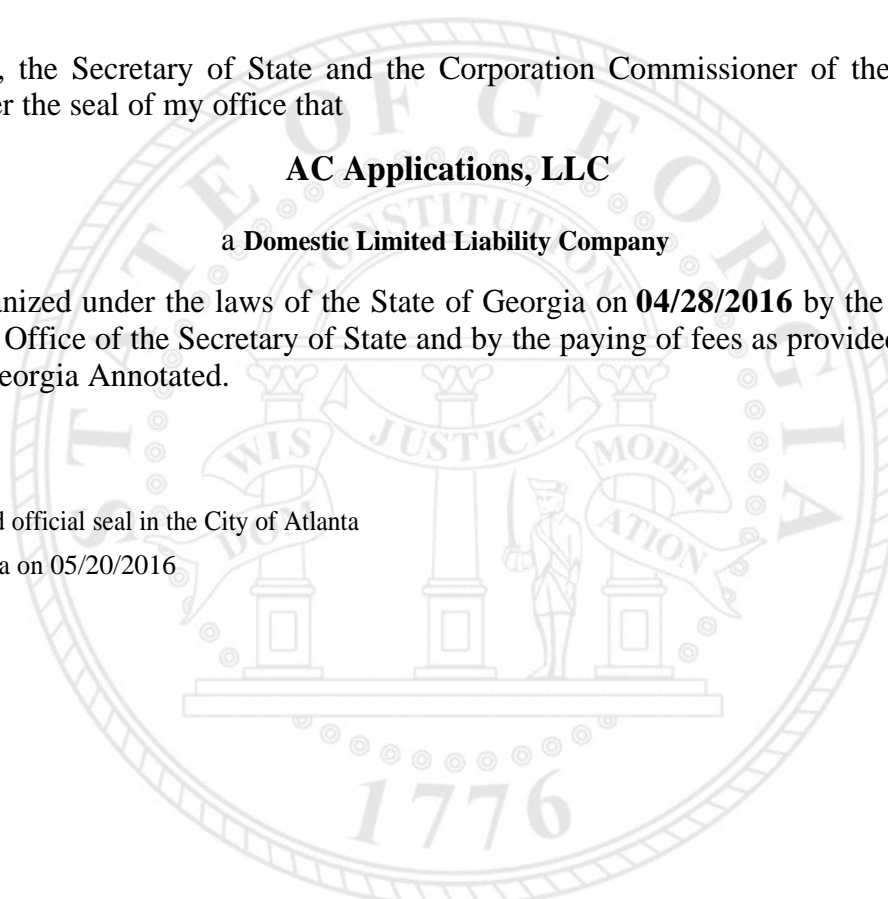 , the Secretary of State and the Corporation Commissioner of the
er the seal of my office that
AC Applications, LLC
a Domestic Limited Liability Company
anized under the laws of the State of Georgia on 04/28/2016 by the
Office of the Secretary of State and by the paying of fees as provided
eorgia Annotated.
d official seal in the City of Atlanta
a on 05/20/2016
STATE OF GEORGIA
CONSTITUTION
WISDOM
JUSTICE
MODERATION
1776